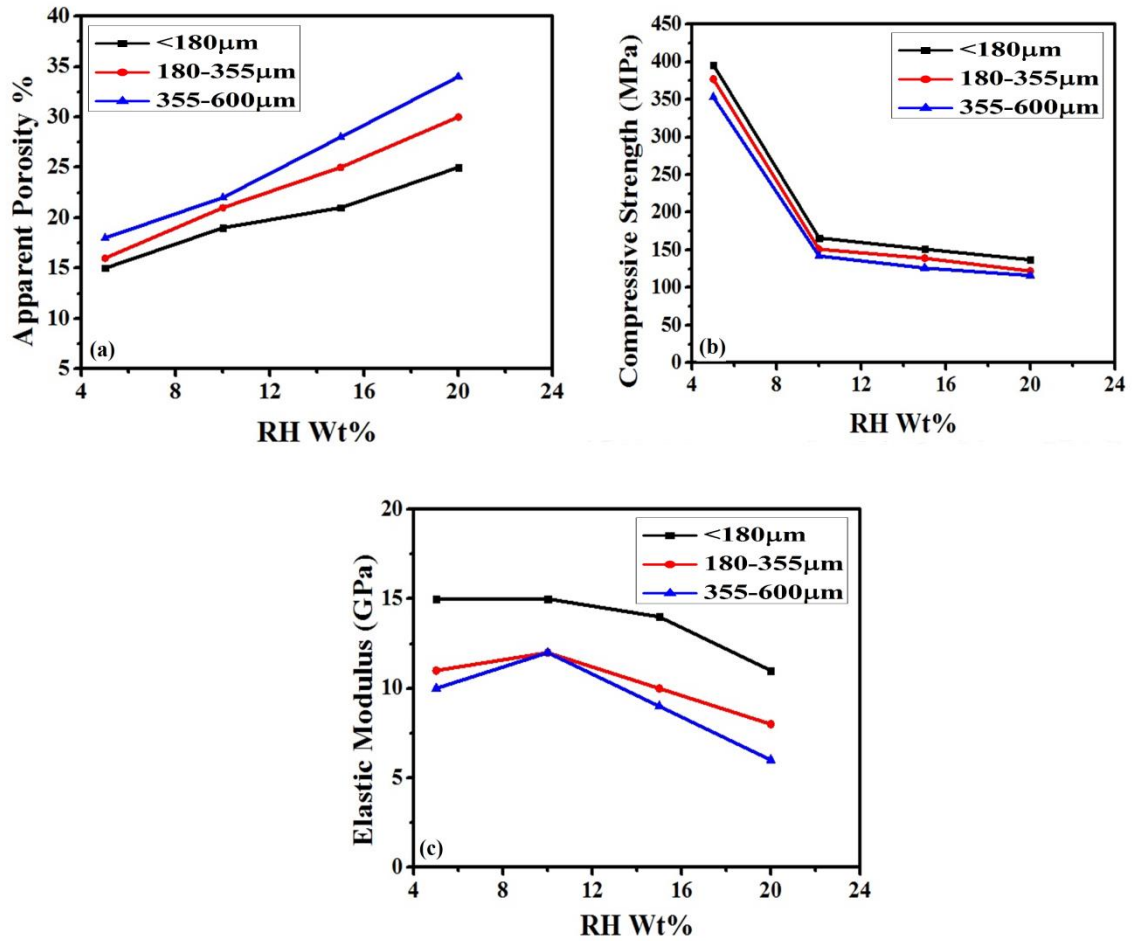 40
35
30
25
20
15
10
5
Apparent Porosity %
<180μm
180-355μm
355-600μm
(a)
4 8 12 16 20 24
RH Wt%
450
400
350
300
250
200
150
100
50
0
Compressive Strength (MPa)
<180μm
180-355μm
355-600μm
(b)
4 8 12 16 20 24
RH Wt%
20
15
10
5
0
Elastic Modulus (GPa)
<180μm
180-355μm
355-600μm
(c)
4 8 12 16 20 24
RH Wt%